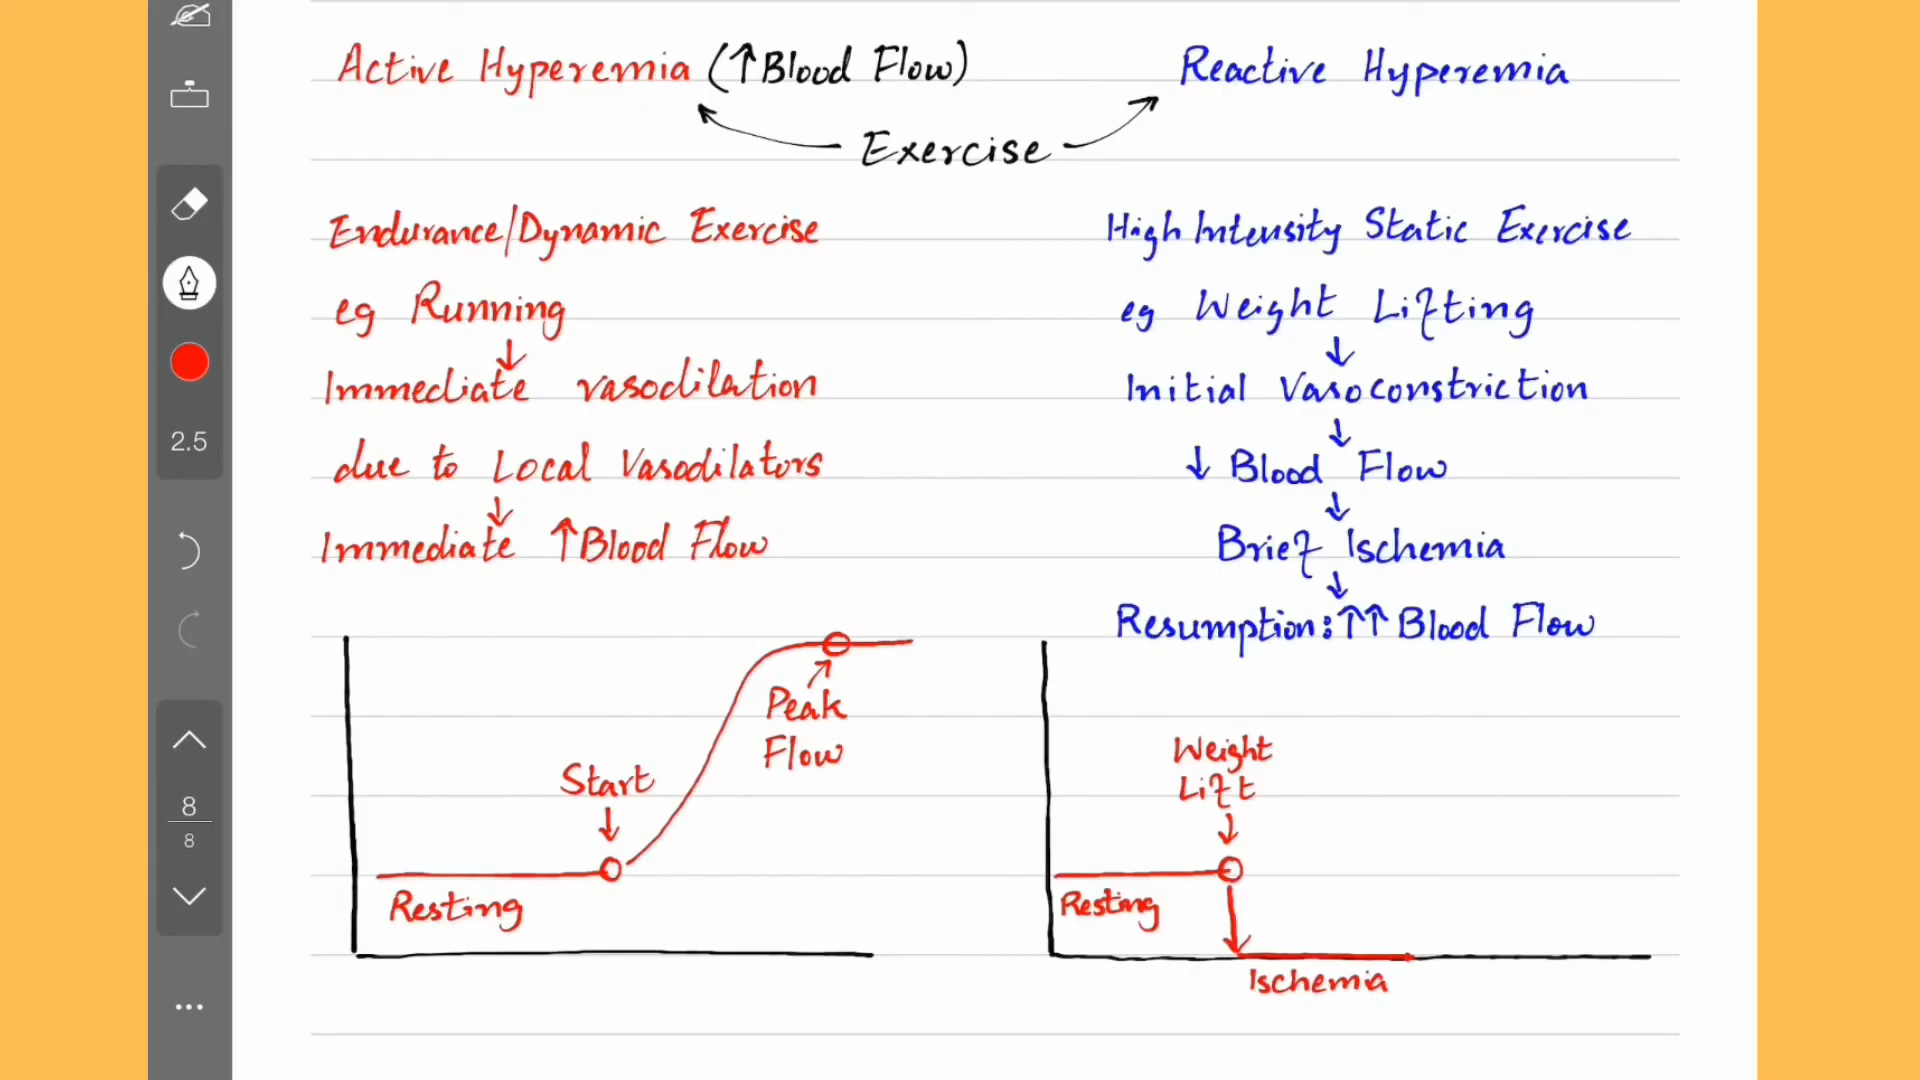 Active Hyperemia (↑Blood Flow)
Reactive Hyperemia
Exercise
Endurance/Dynamic Exercise
eg Running
↓
Immediate vasodilation
due to Local Vasodilators
↓
Immediate ↑Blood Flow
High Intensity Static Exercise
eg Weight Lifting
↓
Initial Vasoconstriction
↓
↓ Blood Flow
↓
Brief Ischemia
↓
Resumption: ↑↑ Blood Flow
Peak
Flow
Start
Resting
Weight
Lift
Resting
Ischemia
2.5
8
8